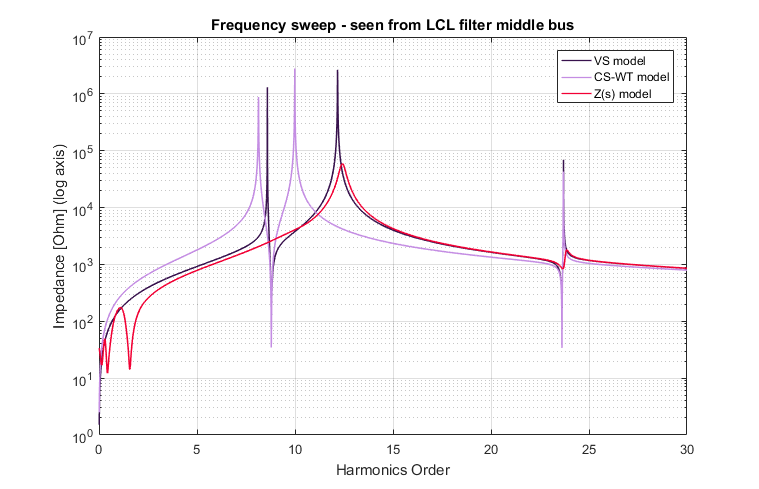 Frequency sweep - seen from LCL filter middle bus
10^7
10^6
10^5
10^4
10^3
10^2
10^1
10^0
Impedance [Ohm] (log axis)
VS model
CS-WT model
Z(s) model
0 5 10 15 20 25 30
Harmonics Order